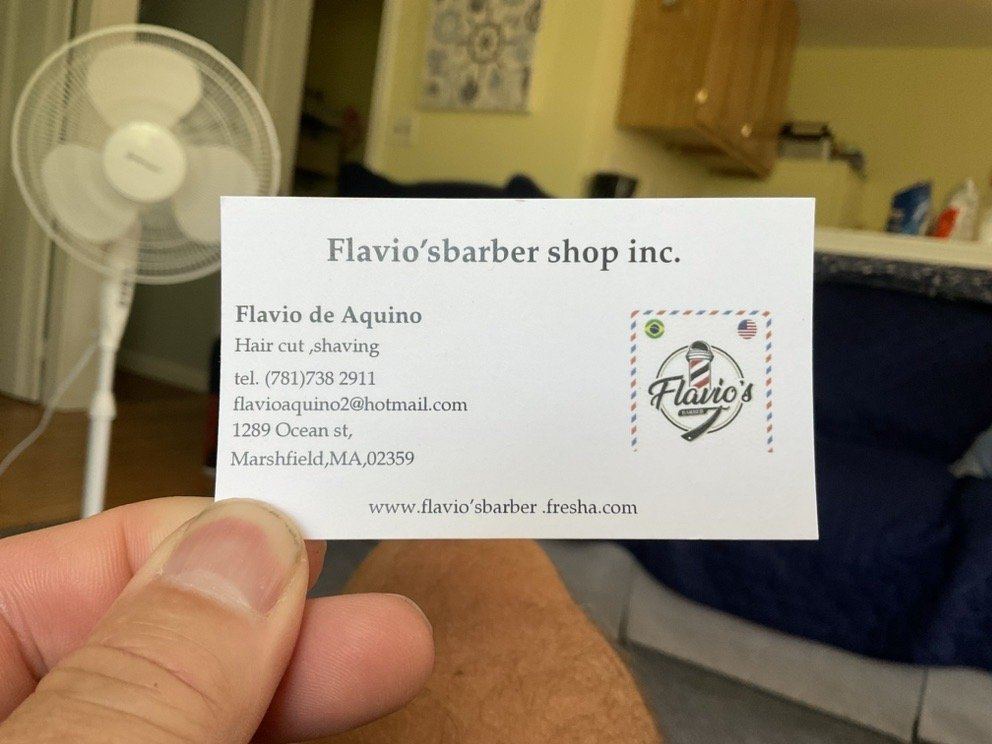 Flavio'sbarber shop inc.
Flavio de Aquino
Hair cut ,shaving
tel. (781)738 2911
flavioaquino2@hotmail.com
1289 Ocean st,
Marshfield,MA,02359
Flavio's
BARBER
www.flavio'sbarber .fresha.com